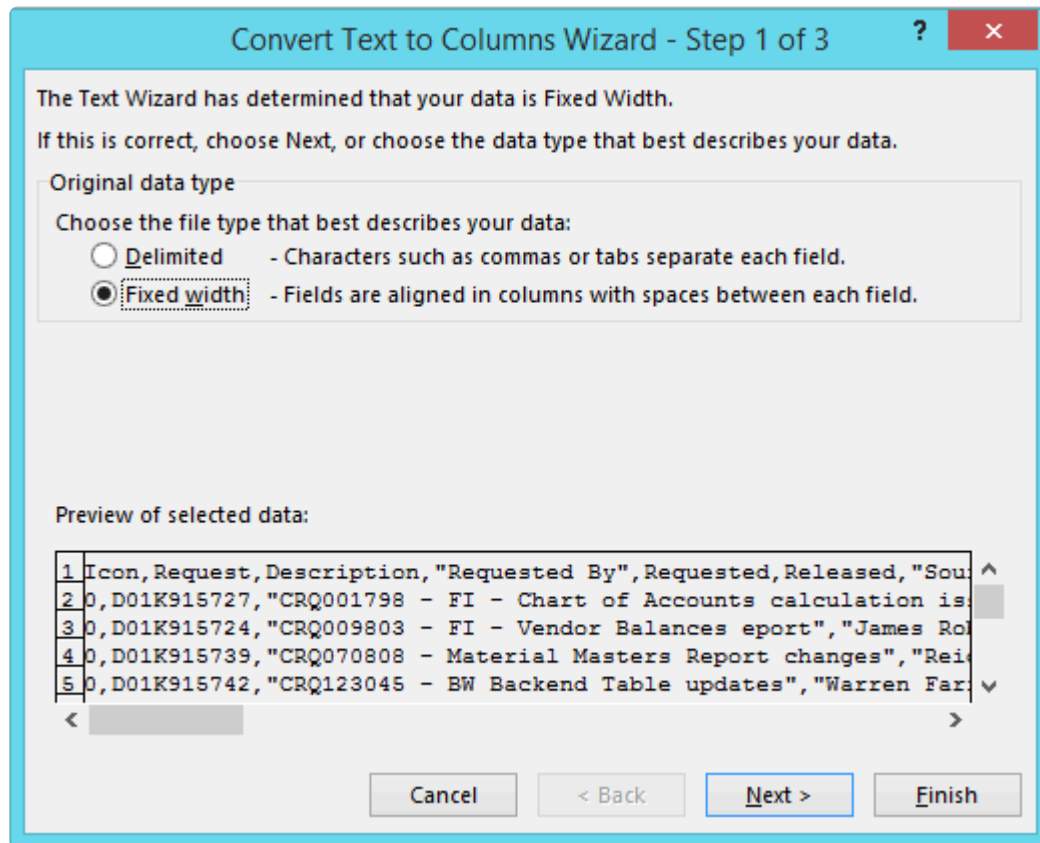 Convert Text to Columns Wizard - Step 1 of 3 ? ×
The Text Wizard has determined that your data is Fixed Width.
If this is correct, choose Next, or choose the data type that best describes your data.
Original data type
Choose the file type that best describes your data:
Delimited - Characters such as commas or tabs separate each field.
Fixed width - Fields are aligned in columns with spaces between each field.
Preview of selected data:
1 Icon,Request,Description,"Requested By",Requested,Released,"Sou
2 0,D01K915727,"CRQ001798 - FI - Chart of Accounts calculation is
3 0,D01K915724,"CRQ009803 - FI - Vendor Balances eport","James Ro
4 0,D01K915739,"CRQ070808 - Material Masters Report changes","Rei
5 0,D01K915742,"CRQ123045 - BW Backend Table updates","Warren Far
Cancel < Back Next > Finish